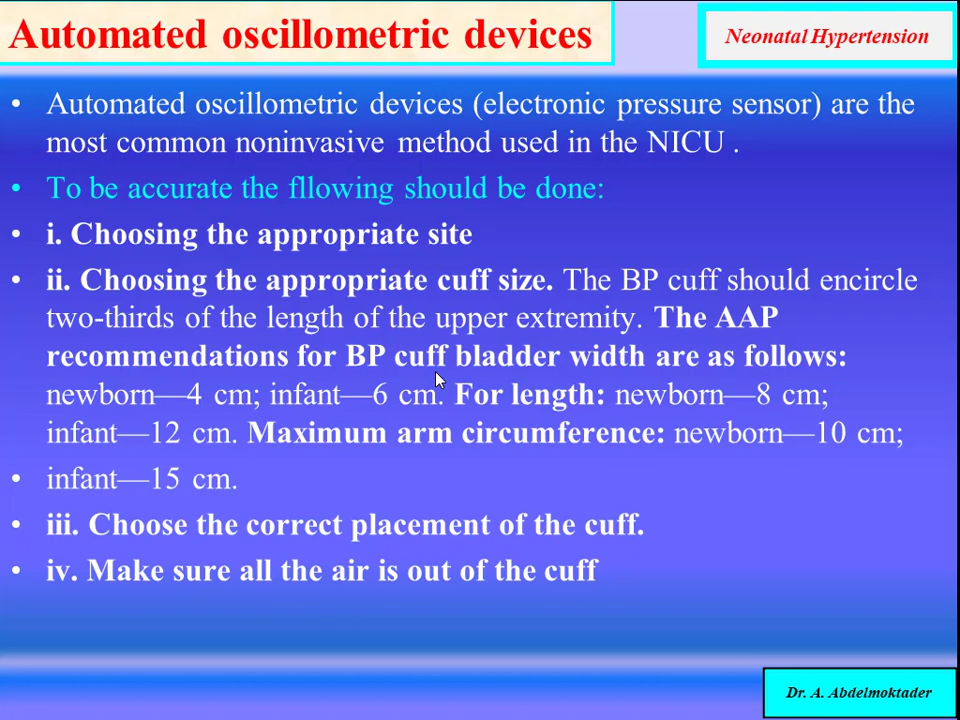 Automated oscillometric devices
Neonatal Hypertension
• Automated oscillometric devices (electronic pressure sensor) are the
most common noninvasive method used in the NICU .
• To be accurate the fllowing should be done:
• i. Choosing the appropriate site
• ii. Choosing the appropriate cuff size. The BP cuff should encircle
two-thirds of the length of the upper extremity. The AAP
recommendations for BP cuff bladder width are as follows:
newborn—4 cm; infant—6 cm. For length: newborn—8 cm;
infant—12 cm. Maximum arm circumference: newborn—10 cm;
• infant—15 cm.
• iii. Choose the correct placement of the cuff.
• iv. Make sure all the air is out of the cuff
Dr. A. Abdelmoktader